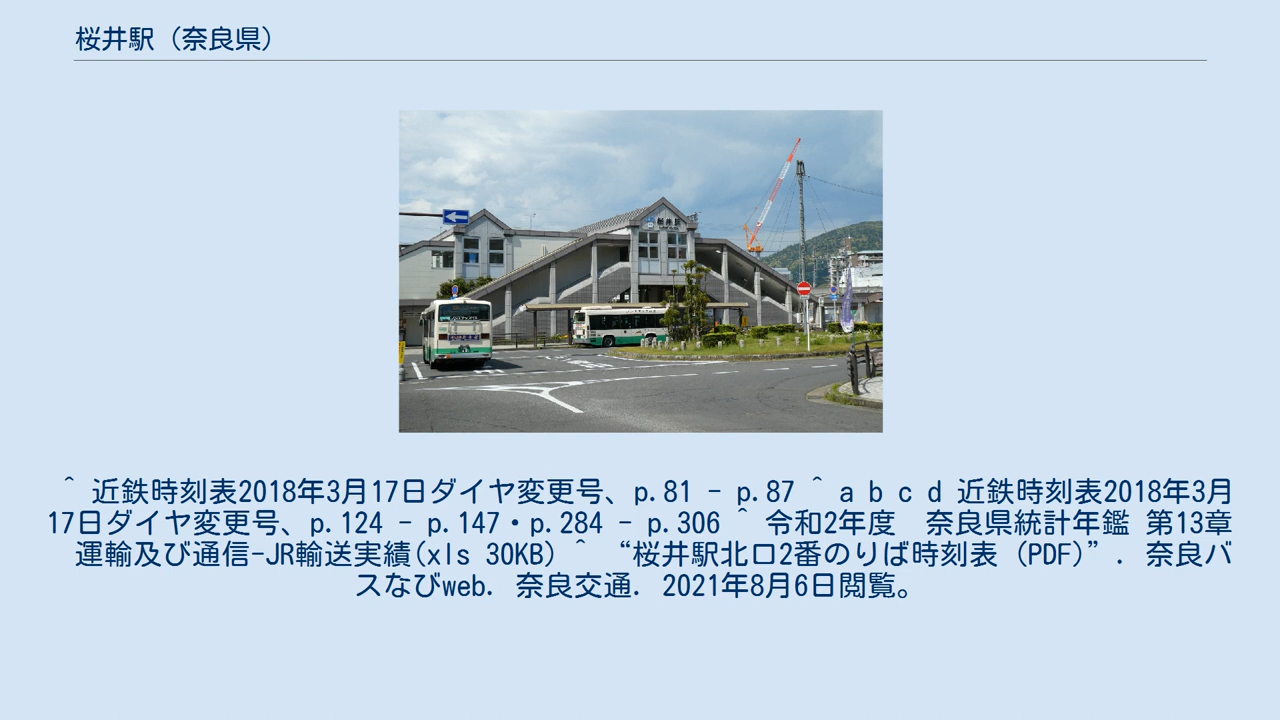 桜井駅（奈良県）
桜井駅
^ 近鉄時刻表2018年3月17日ダイヤ変更号、p.81 - p.87 ^ a b c d 近鉄時刻表2018年3月
17日ダイヤ変更号、p.124 - p.147・p.284 - p.306 ^ 令和2年度　奈良県統計年鑑 第13章
運輸及び通信-JR輸送実績(xls 30KB) ^ “桜井駅北口2番のりば時刻表 (PDF)”. 奈良バ
スなびweb. 奈良交通. 2021年8月6日閲覧。